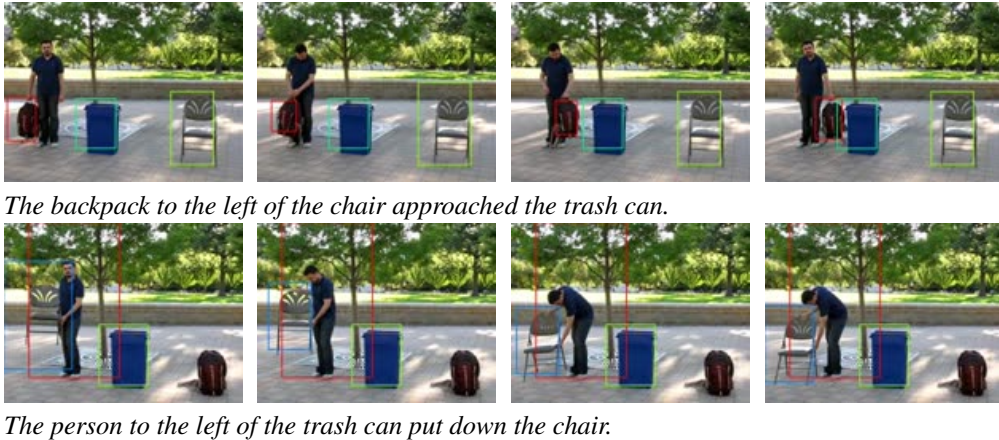 The backpack to the left of the chair approached the trash can.
The person to the left of the trash can put down the chair.